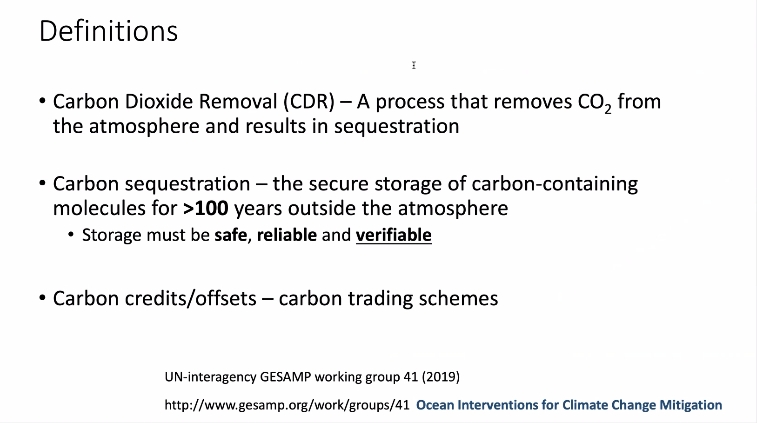 Definitions
• Carbon Dioxide Removal (CDR) – A process that removes CO₂ from
the atmosphere and results in sequestration
• Carbon sequestration – the secure storage of carbon-containing
molecules for >100 years outside the atmosphere
• Storage must be safe, reliable and verifiable
• Carbon credits/offsets – carbon trading schemes
UN-interagency GESAMP working group 41 (2019)
http://www.gesamp.org/work/groups/41 Ocean Interventions for Climate Change Mitigation